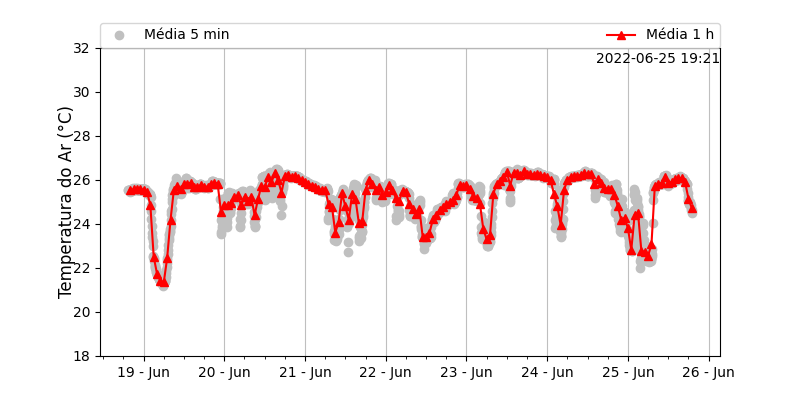 Média 5 min
Média 1 h
2022-06-25 19:21
Temperatura do Ar (°C)
32
30
28
26
24
22
20
18
19 - Jun
20 - Jun
21 - Jun
22 - Jun
23 - Jun
24 - Jun
25 - Jun
26 - Jun